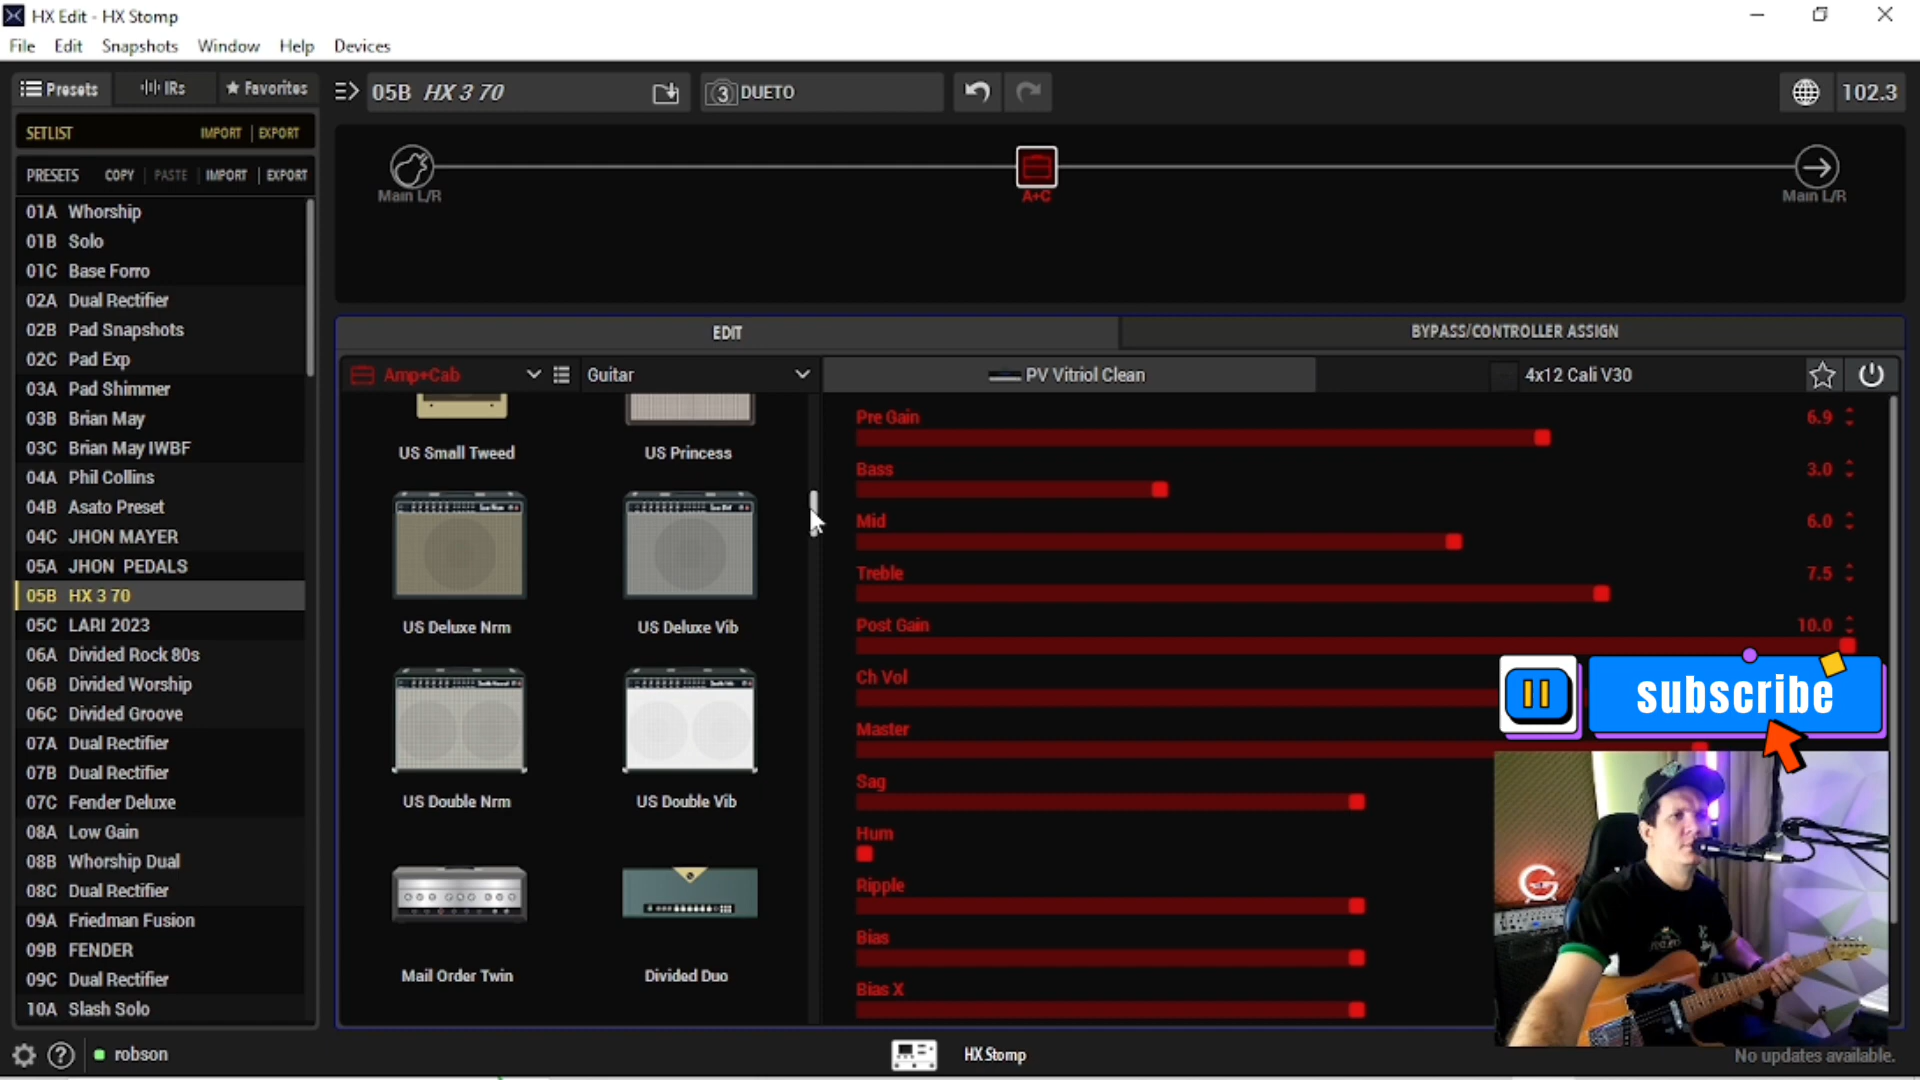 HX Edit - HX Stomp
File Edit Snapshots Window Help Devices
Presets IRs Favorites
05B HX 3 70
3 DUETO
102.3
SETLIST IMPORT | EXPORT
PRESETS COPY | PASTE | IMPORT | EXPORT
Main L/R
A+C
Main L/R
01A Whorship
01B Solo
01C Base Forro
02A Dual Rectifier
02B Pad Snapshots
02C Pad Exp
03A Pad Shimmer
03B Brian May
03C Brian May IWBF
04A Phil Collins
04B Asato Preset
04C JHON MAYER
05A JHON PEDALS
05B HX 3 70
05C LARI 2023
06A Divided Rock 80s
06B Divided Worship
06C Divided Groove
07A Dual Rectifier
07B Dual Rectifier
07C Fender Deluxe
08A Low Gain
08B Whorship Dual
08C Dual Rectifier
09A Friedman Fusion
09B FENDER
09C Dual Rectifier
10A Slash Solo
EDIT
BYPASS/CONTROLLER ASSIGN
Amp+Cab
Guitar
PV Vitriol Clean
4x12 Cali V30
US Small Tweed
US Princess
US Deluxe Nrm
US Deluxe Vib
US Double Nrm
US Double Vib
Mail Order Twin
Divided Duo
Pre Gain 6.9
Bass 3.0
Mid 6.0
Treble 7.5
Post Gain 10.0
Ch Vol
Master
Sag
Hum
Ripple
Bias
Bias X
subscribe
G
? robson
HX Stomp
No updates available.